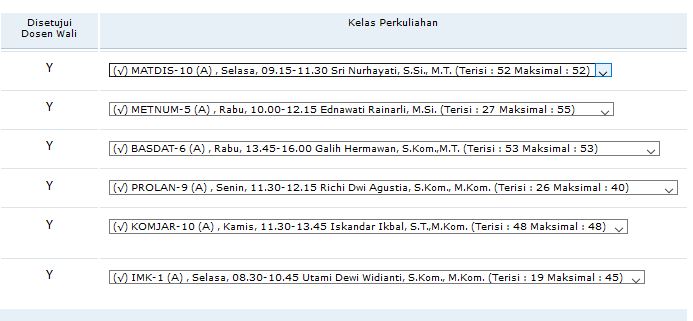 Disetujui
Dosen Wali
Kelas Perkuliahan
Y
(√) MATDIS-10 (A) , Selasa, 09.15-11.30 Sri Nurhayati, S.Si., M.T. (Terisi : 52 Maksimal : 52)
Y
(√) METNUM-5 (A) , Rabu, 10.00-12.15 Ednawati Rainarli, M.Si. (Terisi : 27 Maksimal : 55)
Y
(√) BASDAT-6 (A) , Rabu, 13.45-16.00 Galih Hermawan, S.Kom.,M.T. (Terisi : 53 Maksimal : 53)
Y
(√) PROLAN-9 (A) , Senin, 11.30-12.15 Richi Dwi Agustia, S.Kom., M.Kom. (Terisi : 26 Maksimal : 40)
Y
(√) KOMJAR-10 (A) , Kamis, 11.30-13.45 Iskandar Ikbal, S.T.,M.Kom. (Terisi : 48 Maksimal : 48)
Y
(√) IMK-1 (A) , Selasa, 08.30-10.45 Utami Dewi Widianti, S.Kom., M.Kom. (Terisi : 19 Maksimal : 45)